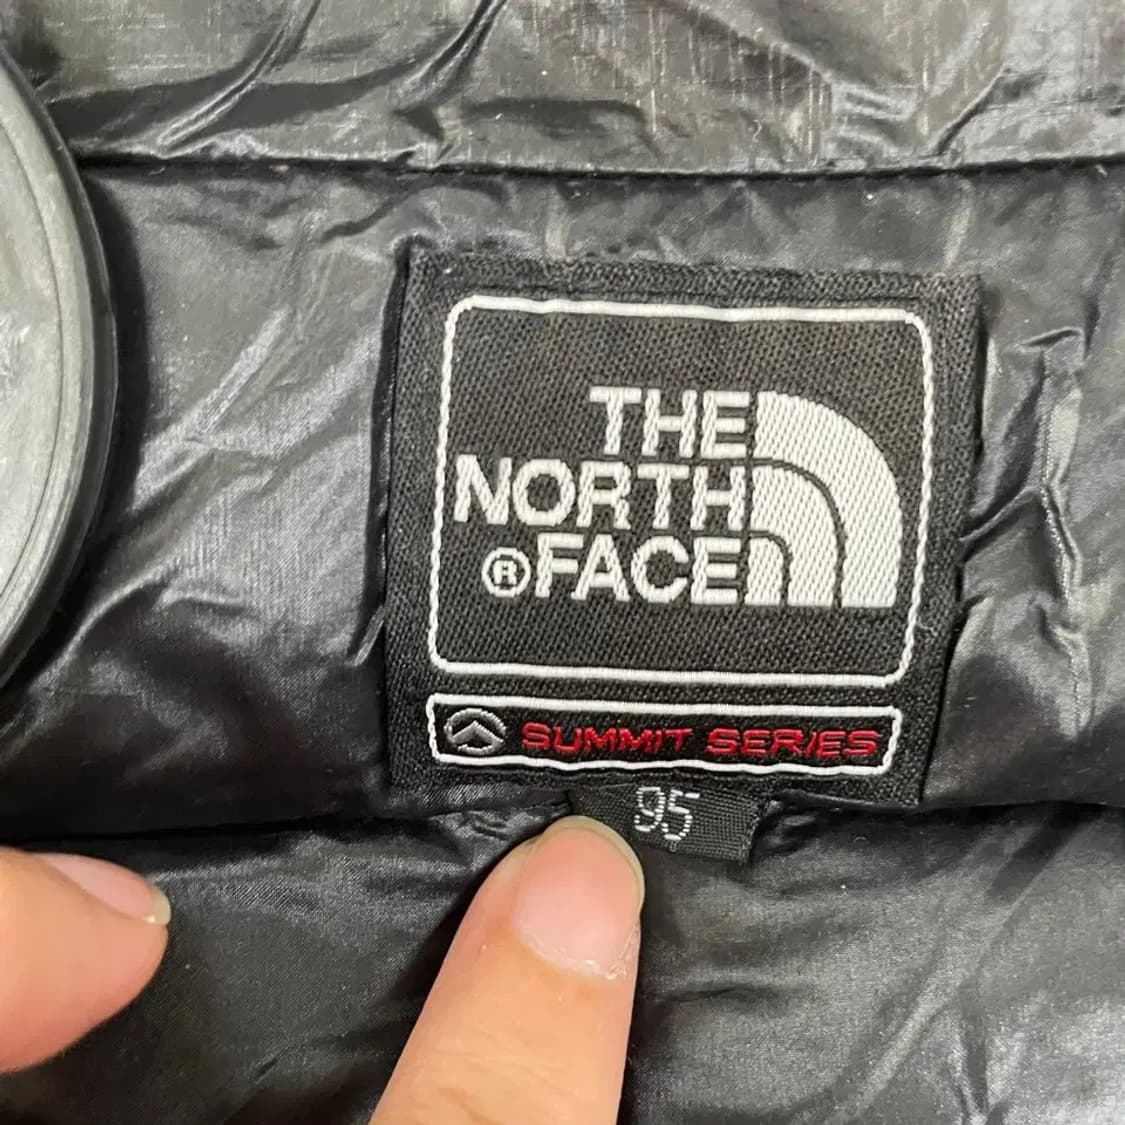 THE
NORTH
®FACE
SUMMIT SERIES
95